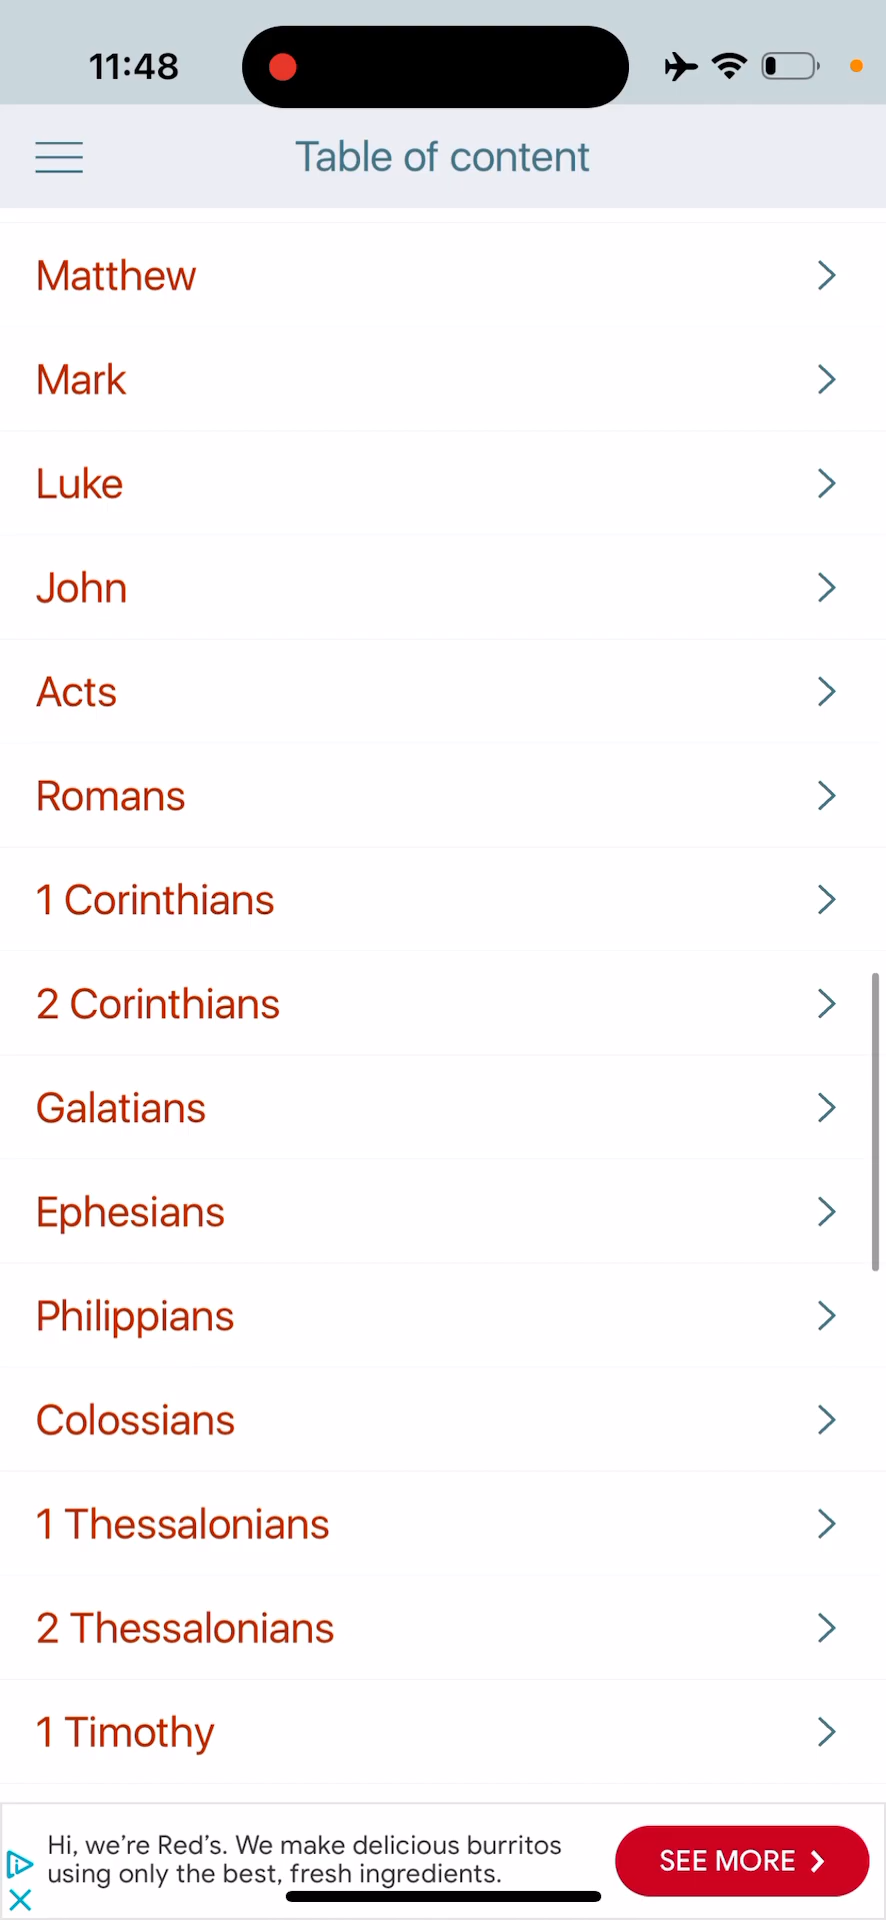 11:48
Table of content
Matthew
Mark
Luke
John
Acts
Romans
1 Corinthians
2 Corinthians
Galatians
Ephesians
Philippians
Colossians
1 Thessalonians
2 Thessalonians
1 Timothy
Hi, we're Red's. We make delicious burritos
using only the best, fresh ingredients.
SEE MORE